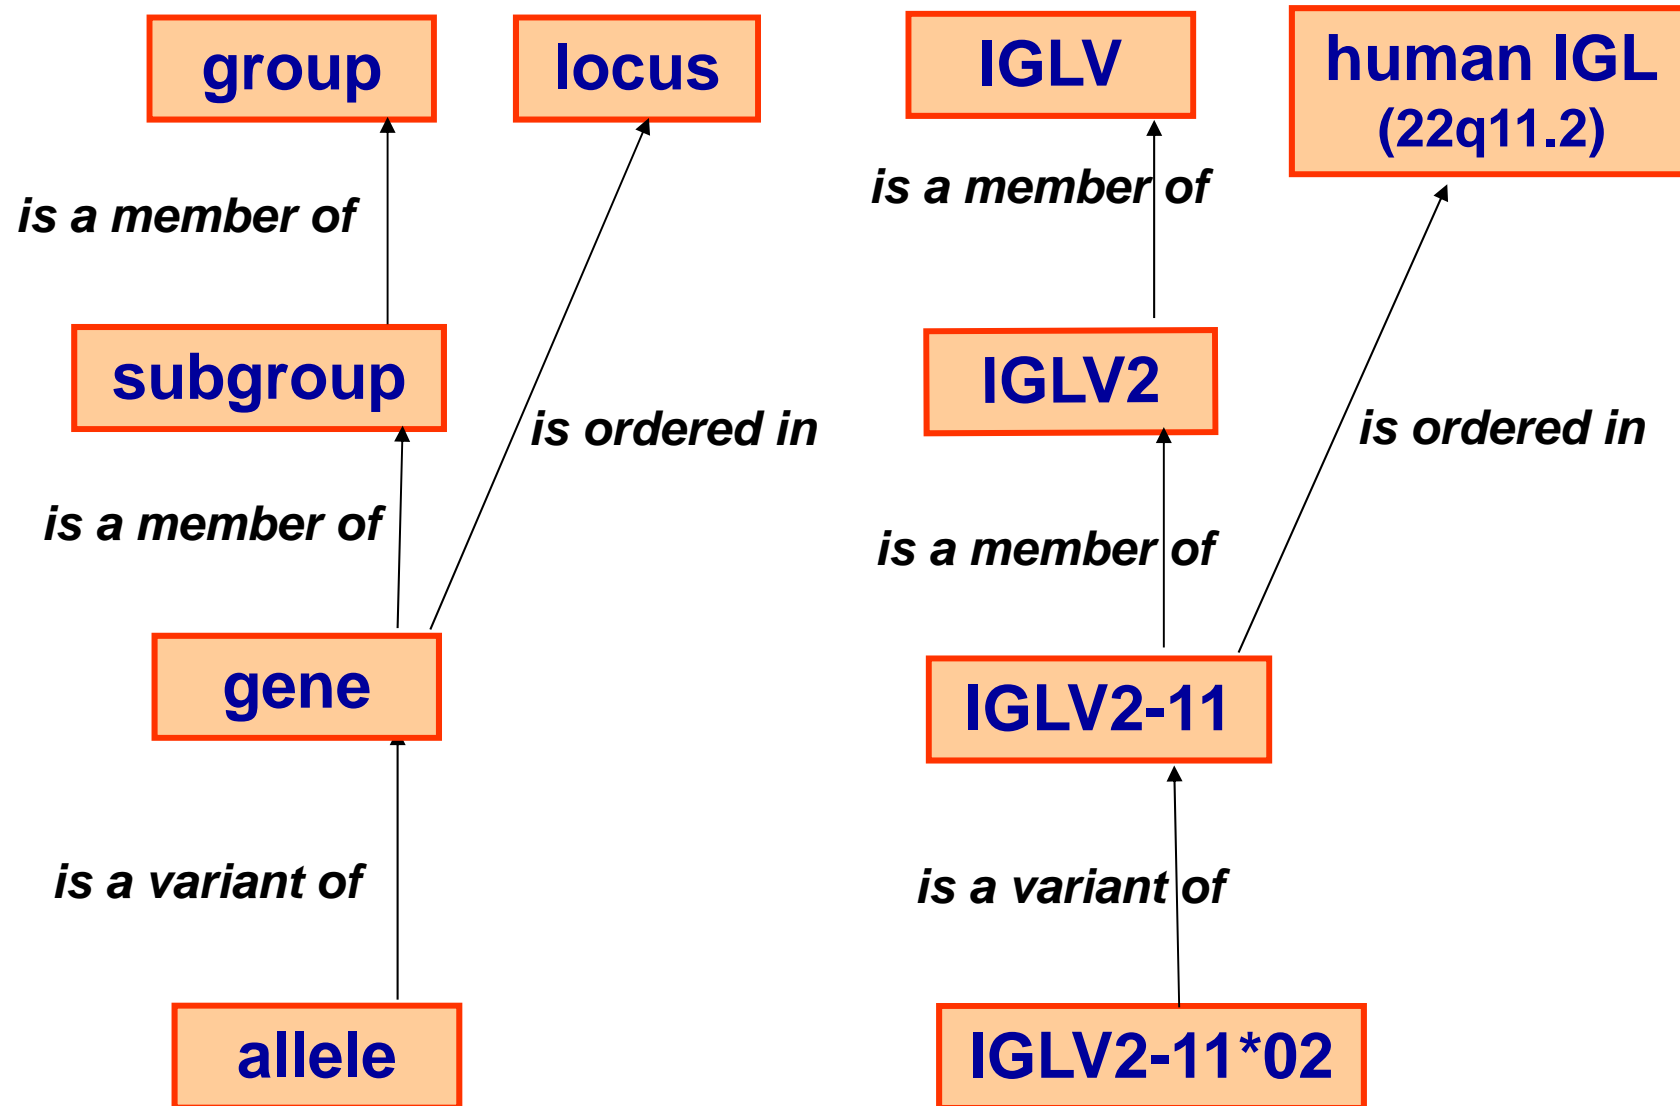 group
locus
is a member of
subgroup
is ordered in
is a member of
gene
is a variant of
allele
IGLV
human IGL
(22q11.2)
is a member of
IGLV2
is ordered in
is a member of
IGLV2-11
is a variant of
IGLV2-11*02